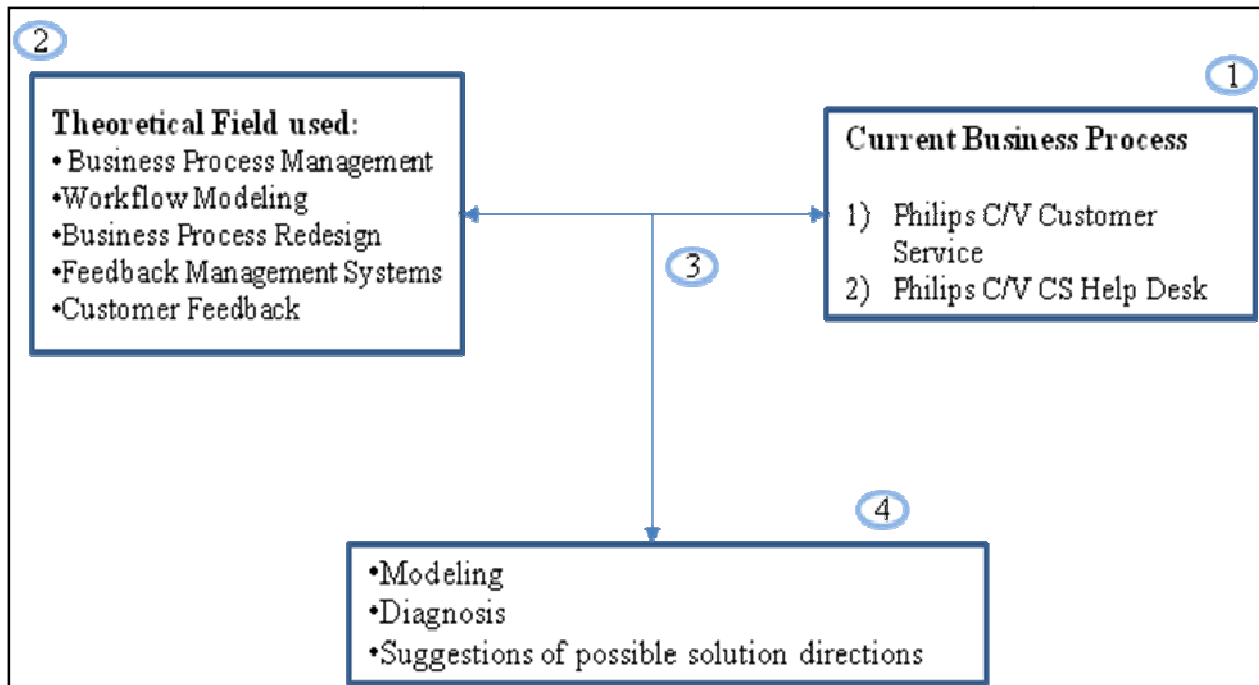 2
1
Theoretical Field used:
• Business Process Management
•Workflow Modeling
•Business Process Redesign
•Feedback Management Systems
•Customer Feedback
Current Business Process
1) Philips C/V Customer
Service
2) Philips C/V CS Help Desk
3
4
•Modeling
•Diagnosis
•Suggestions of possible solution directions